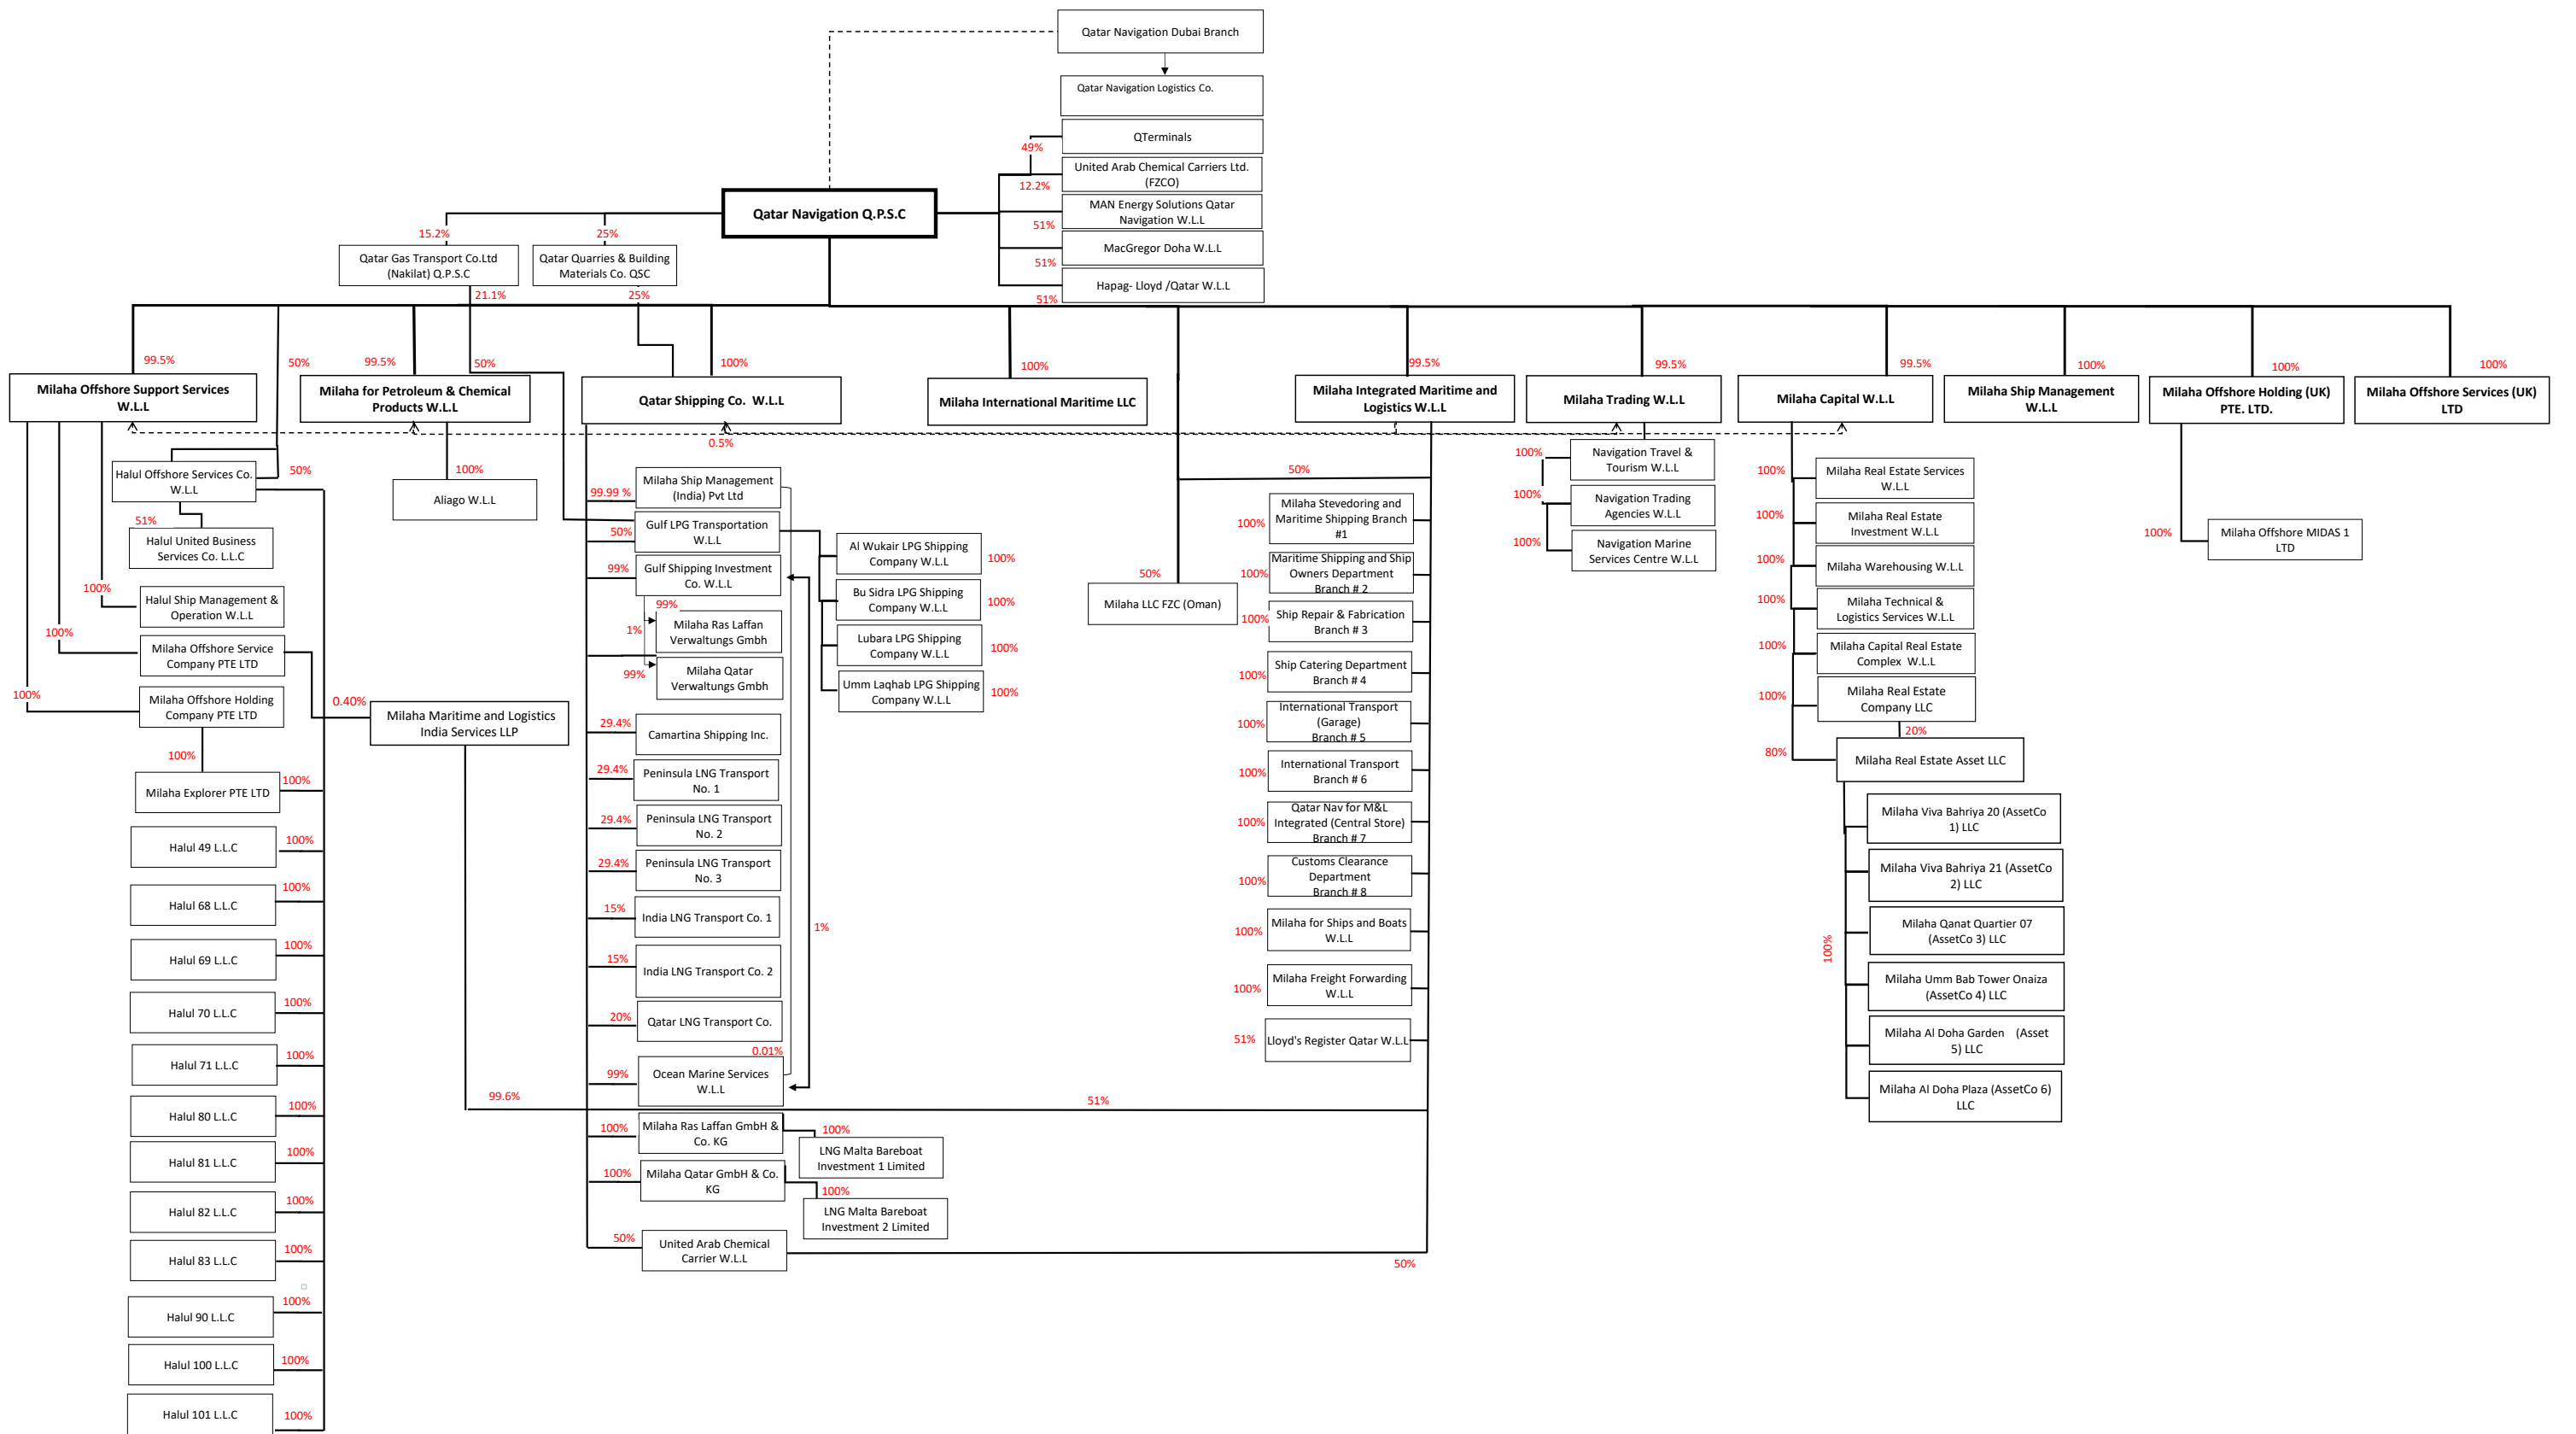 Qatar Navigation Dubai Branch
Qatar Navigation Logistics Co.
QTerminals
49%
United Arab Chemical Carriers Ltd.
(FZCO)
12.2%
Qatar Navigation Q.P.S.C
MAN Energy Solutions Qatar
Navigation W.L.L
51%
MacGregor Doha W.L.L
51%
Hapag- Lloyd /Qatar W.L.L
51%
15.2%
25%
Qatar Gas Transport Co.Ltd
(Nakilat) Q.P.S.C
Qatar Quarries & Building
Materials Co. QSC
21.1%
25%
99.5%
50%
99.5%
50%
100%
100%
99.5%
99.5%
99.5%
100%
100%
100%
Milaha Offshore Support Services
W.L.L
Milaha for Petroleum & Chemical
Products W.L.L
Qatar Shipping Co.  W.L.L
Milaha International Maritime LLC
Milaha Integrated Maritime and
Logistics W.L.L
Milaha Trading W.L.L
Milaha Capital W.L.L
Milaha Ship Management
W.L.L
Milaha Offshore Holding (UK)
PTE. LTD.
Milaha Offshore Services (UK)
LTD
0.5%
Halul Offshore Services Co.
W.L.L
50%
51%
Halul United Business
Services Co. L.L.C
100%
Halul Ship Management &
Operation W.L.L
100%
Milaha Offshore Service
Company PTE LTD
100%
Milaha Offshore Holding
Company PTE LTD
100%
Milaha Explorer PTE LTD
100%
Halul 49 L.L.C
100%
Halul 68 L.L.C
100%
Halul 69 L.L.C
100%
Halul 70 L.L.C
100%
Halul 71 L.L.C
100%
Halul 80 L.L.C
100%
Halul 81 L.L.C
100%
Halul 82 L.L.C
100%
Halul 83 L.L.C
100%
Halul 90 L.L.C
100%
Halul 100 L.L.C
100%
Halul 101 L.L.C
100%
100%
Aliago W.L.L
0.40%
Milaha Maritime and Logistics
India Services LLP
99.6%
51%
99.99 %
Milaha Ship Management
(India) Pvt Ltd
50%
Gulf LPG Transportation
W.L.L
99%
Gulf Shipping Investment
Co. W.L.L
99%
Milaha Ras Laffan
Verwaltungs Gmbh
1%
99%
Milaha Qatar
Verwaltungs Gmbh
29.4%
Camartina Shipping Inc.
29.4%
Peninsula LNG Transport
No. 1
29.4%
Peninsula LNG Transport
No. 2
29.4%
Peninsula LNG Transport
No. 3
15%
India LNG Transport Co. 1
1%
15%
India LNG Transport Co. 2
20%
Qatar LNG Transport Co.
0.01%
99%
Ocean Marine Services
W.L.L
100%
Milaha Ras Laffan GmbH &
Co. KG
100%
LNG Malta Bareboat
Investment 1 Limited
100%
Milaha Qatar GmbH & Co.
KG
100%
LNG Malta Bareboat
Investment 2 Limited
50%
United Arab Chemical
Carrier W.L.L
50%
Al Wukair LPG Shipping
Company W.L.L
100%
Bu Sidra LPG Shipping
Company W.L.L
100%
Lubara LPG Shipping
Company W.L.L
100%
Umm Laqhab LPG Shipping
Company W.L.L
100%
50%
50%
Milaha LLC FZC (Oman)
100%
Milaha Stevedoring and
Maritime Shipping Branch
#1
100%
Maritime Shipping and Ship
Owners Department
Branch # 2
100%
Ship Repair & Fabrication
Branch # 3
100%
Ship Catering Department
Branch # 4
100%
International Transport
(Garage)
Branch # 5
100%
International Transport
Branch # 6
100%
Qatar Nav for M&L
Integrated (Central Store)
Branch # 7
100%
Customs Clearance
Department
Branch # 8
100%
Milaha for Ships and Boats
W.L.L
100%
Milaha Freight Forwarding
W.L.L
51%
Lloyd's Register Qatar W.L.L
100%
Navigation Travel &
Tourism W.L.L
100%
Navigation Trading
Agencies W.L.L
100%
Navigation Marine
Services Centre W.L.L
100%
Milaha Real Estate Services
W.L.L
100%
Milaha Real Estate
Investment W.L.L
100%
Milaha Warehousing W.L.L
100%
Milaha Technical &
Logistics Services W.L.L
100%
Milaha Capital Real Estate
Complex  W.L.L
100%
Milaha Real Estate
Company LLC
20%
80%
Milaha Real Estate Asset LLC
100%
Milaha Viva Bahriya 20 (AssetCo
1) LLC
Milaha Viva Bahriya 21 (AssetCo
2) LLC
Milaha Qanat Quartier 07
(AssetCo 3) LLC
Milaha Umm Bab Tower Onaiza
(AssetCo 4) LLC
Milaha Al Doha Garden    (Asset
5) LLC
Milaha Al Doha Plaza (AssetCo 6)
LLC
100%
Milaha Offshore MIDAS 1
LTD